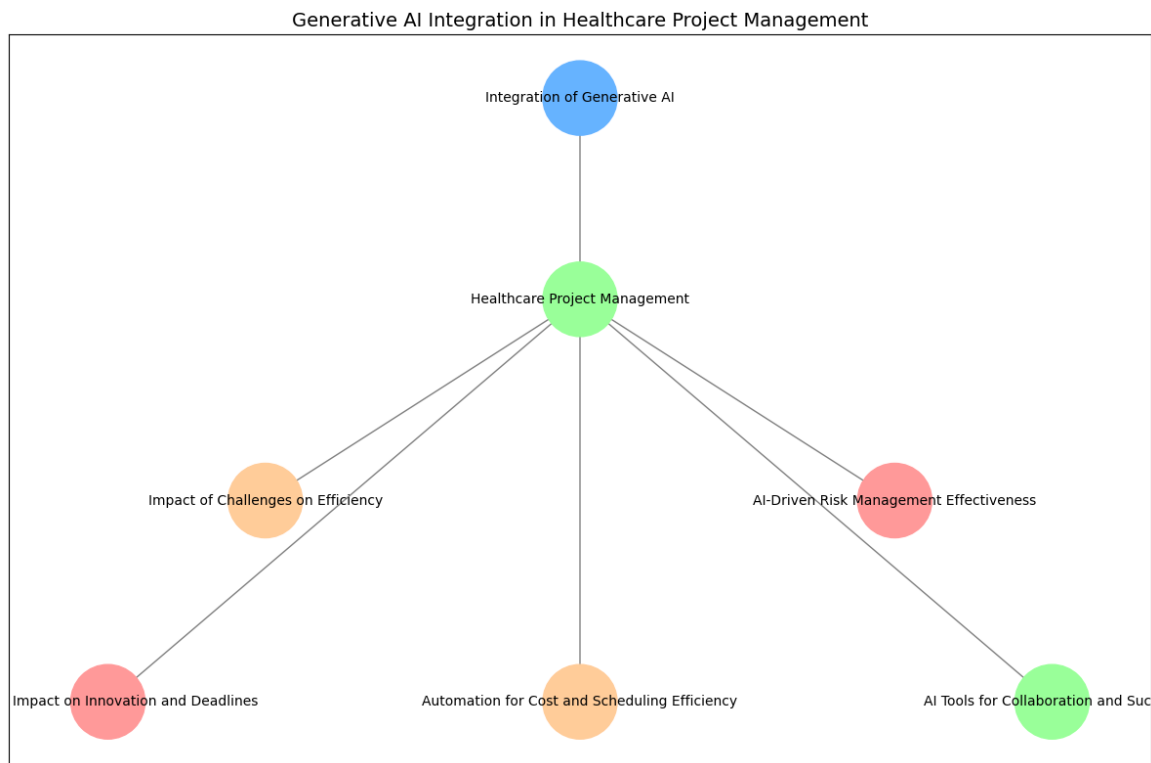 Generative AI Integration in Healthcare Project Management
Integration of Generative AI
Healthcare Project Management
Impact of Challenges on Efficiency
AI-Driven Risk Management Effectiveness
Impact on Innovation and Deadlines
Automation for Cost and Scheduling Efficiency
AI Tools for Collaboration and Suc